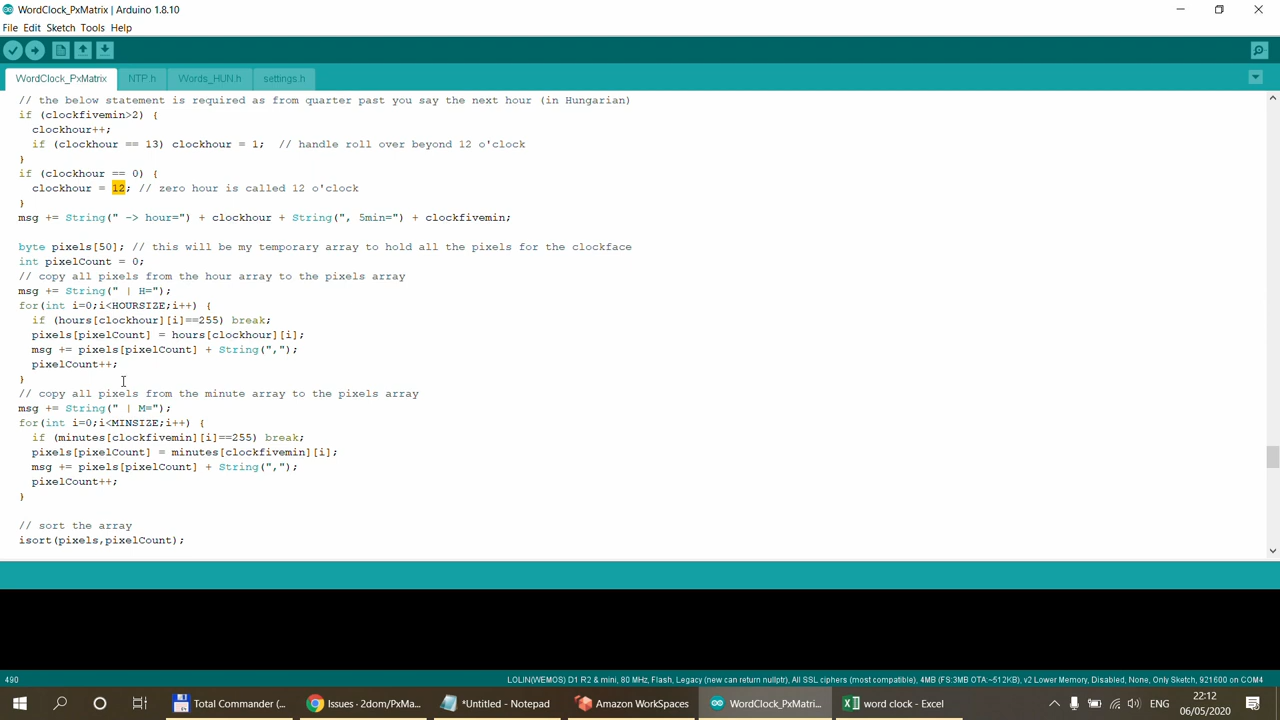 WordClock_PxMatrix | Arduino 1.8.10
File Edit Sketch Tools Help
WordClock_PxMatrix NTP.h Words_HUN.h settings.h
// the below statement is required as from quarter past you say the next hour (in Hungarian)
if (clockfivemin>2) {
clockhour++;
if (clockhour == 13) clockhour = 1; // handle roll over beyond 12 o'clock
}
if (clockhour == 0) {
clockhour = 12; // zero hour is called 12 o'clock
}
msg += String(" -> hour=") + clockhour + String(", 5min=") + clockfivemin;
byte pixels[50]; // this will be my temporary array to hold all the pixels for the clockface
int pixelCount = 0;
// copy all pixels from the hour array to the pixels array
msg += String(" | H=");
for(int i=0;i<HOURSIZE;i++) {
if (hours[clockhour][i]==255) break;
pixels[pixelCount] = hours[clockhour][i];
msg += pixels[pixelCount] + String(",");
pixelCount++;
}
// copy all pixels from the minute array to the pixels array
msg += String(" | M=");
for(int i=0;i<MINSIZE;i++) {
if (minutes[clockfivemin][i]==255) break;
pixels[pixelCount] = minutes[clockfivemin][i];
msg += pixels[pixelCount] + String(",");
pixelCount++;
}
// sort the array
isort(pixels,pixelCount);
490 LOLIN(WEMOS) D1 R2 & mini, 80 MHz, Flash, Legacy (new can return nullptr), All SSL ciphers (most compatible), 4MB (FS:3MB OTA:~512KB), v2 Lower Memory, Disabled, None, Only Sketch, 921600 on COM4
Total Commander (... Issues · 2dom/PxMa... *Untitled - Notepad Amazon WorkSpaces WordClock_PxMatri... word clock - Excel ENG 22:12
06/05/2020